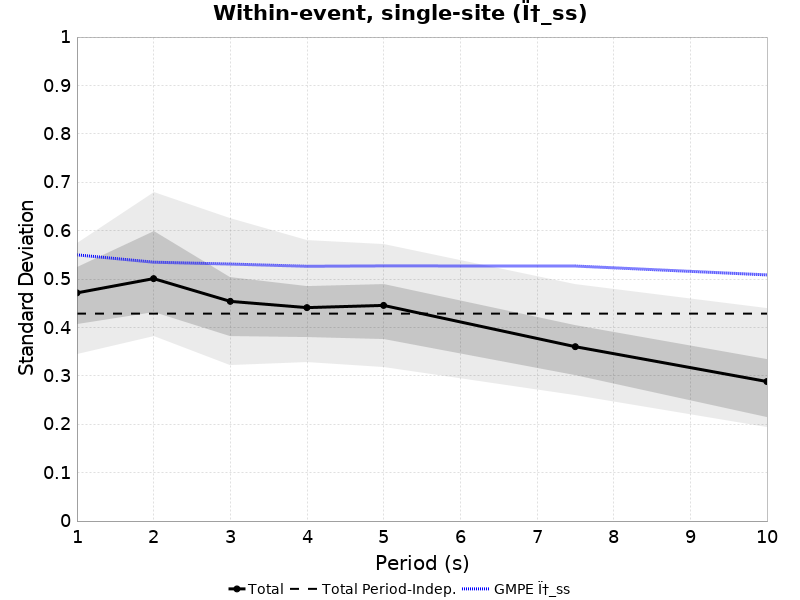 Within-event, single-site (Ï†_ss)
1
0.9
0.8
0.7
0.6
0.5
0.4
0.3
0.2
0.1
0
Standard Deviation
1 2 3 4 5 6 7 8 9 10
Period (s)
Total Total Period-Indep. GMPE Ï†_ss